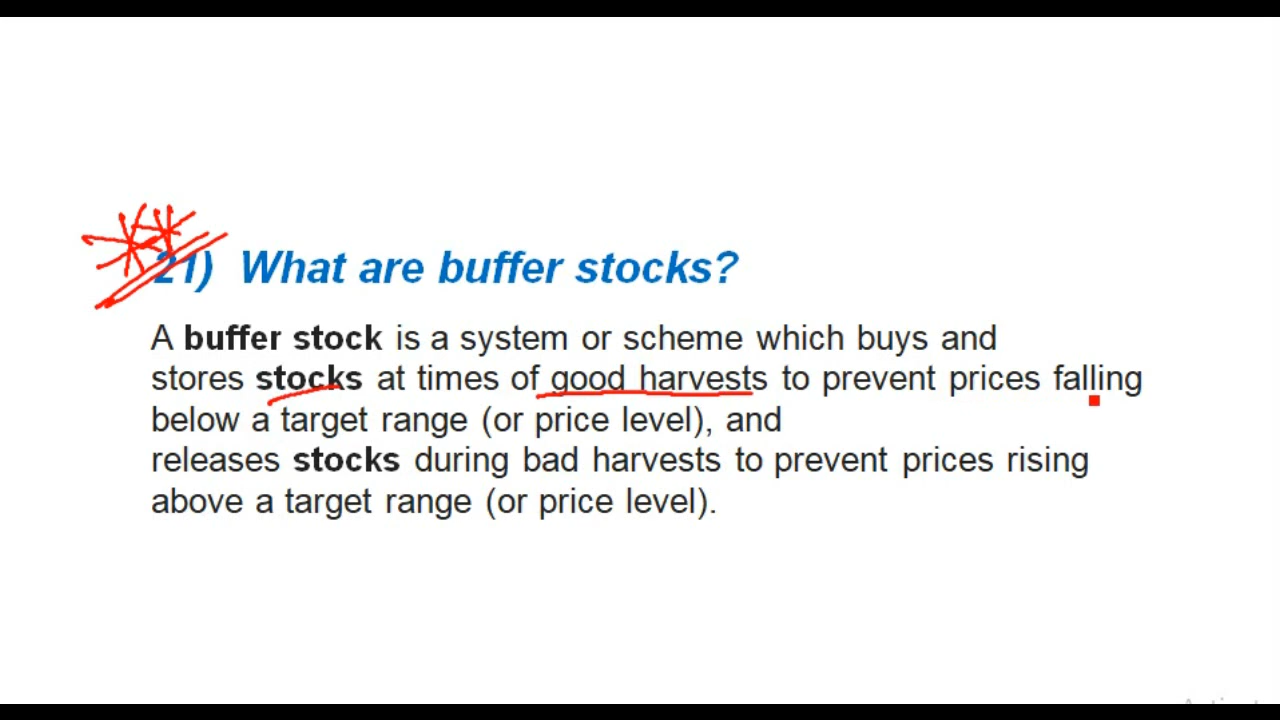 21) What are buffer stocks?
A buffer stock is a system or scheme which buys and
stores stocks at times of good harvests to prevent prices falling
below a target range (or price level), and
releases stocks during bad harvests to prevent prices rising
above a target range (or price level).